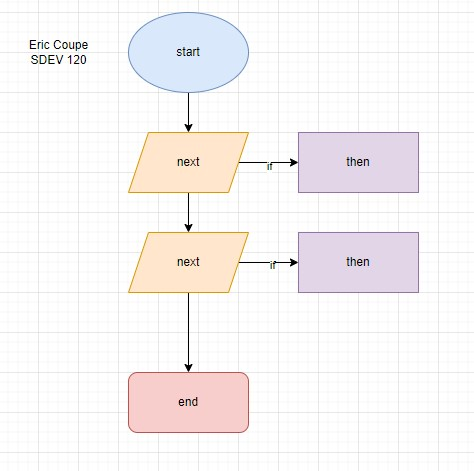 Eric Coupe
SDEV 120
start
next
if
then
next
if
then
end